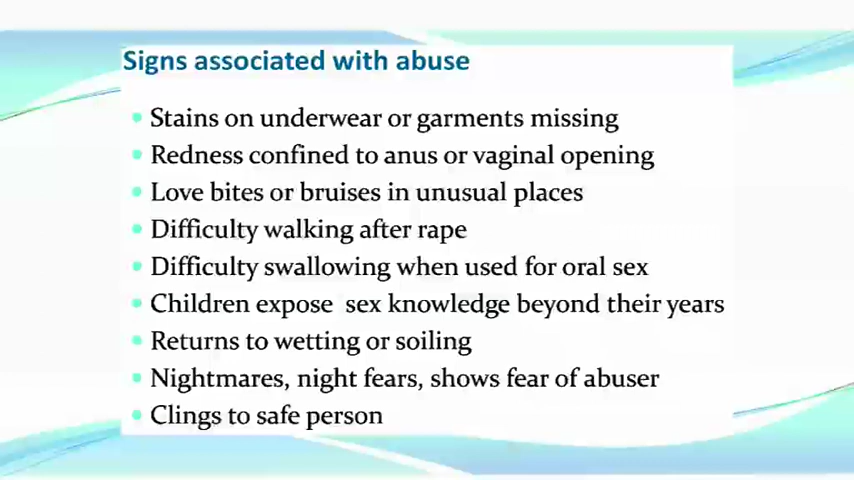 Signs associated with abuse
• Stains on underwear or garments missing
• Redness confined to anus or vaginal opening
• Love bites or bruises in unusual places
• Difficulty walking after rape
• Difficulty swallowing when used for oral sex
• Children expose sex knowledge beyond their years
• Returns to wetting or soiling
• Nightmares, night fears, shows fear of abuser
• Clings to safe person